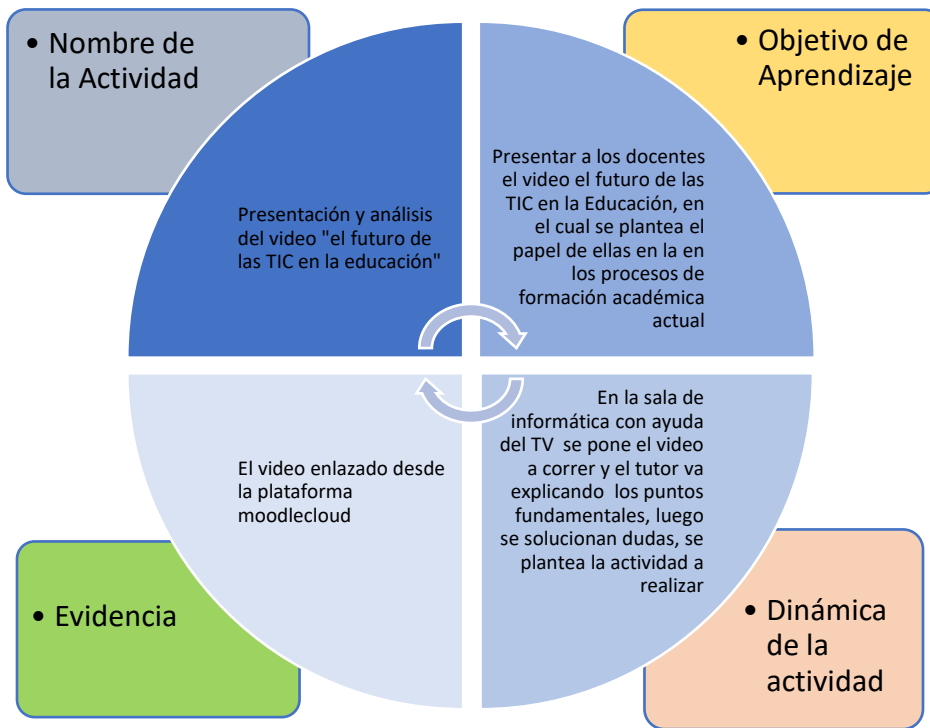 • Nombre de
la Actividad
Presentación y análisis
del video "el futuro de
las TIC en la educación"
• Objetivo de
Aprendizaje
Presentar a los docentes
el video el futuro de las
TIC en la Educación, en
el cual se plantea el
papel de ellas en la en
los procesos de
formación académica
actual
El video enlazado desde
la plataforma
moodlecloud
• Evidencia
En la sala de
informática con ayuda
del TV se pone el video
a correr y el tutor va
explicando los puntos
fundamentales, luego
se solucionan dudas, se
plantea la actividad a
realizar
• Dinámica
de la
actividad